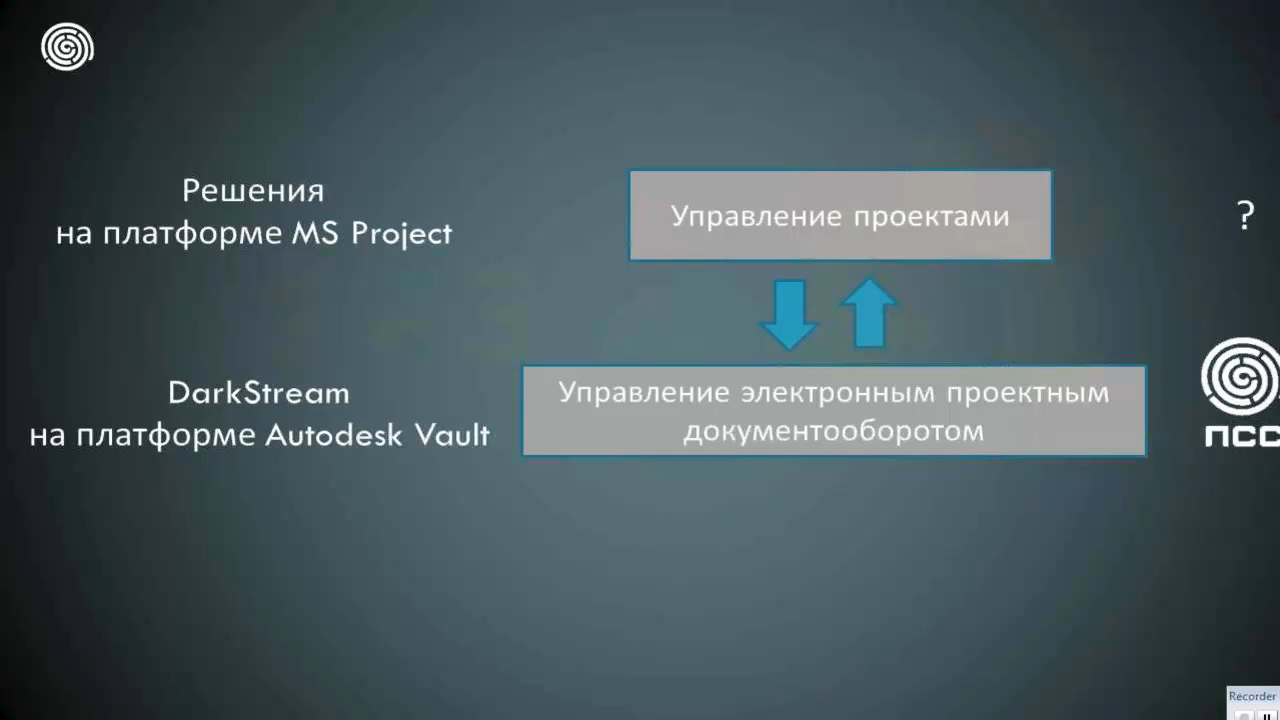 Решения
на платформе MS Project
Управление проектами
?
DarkStream
на платформе Autodesk Vault
Управление электронным проектным
документооборотом
ПСС
Recorder